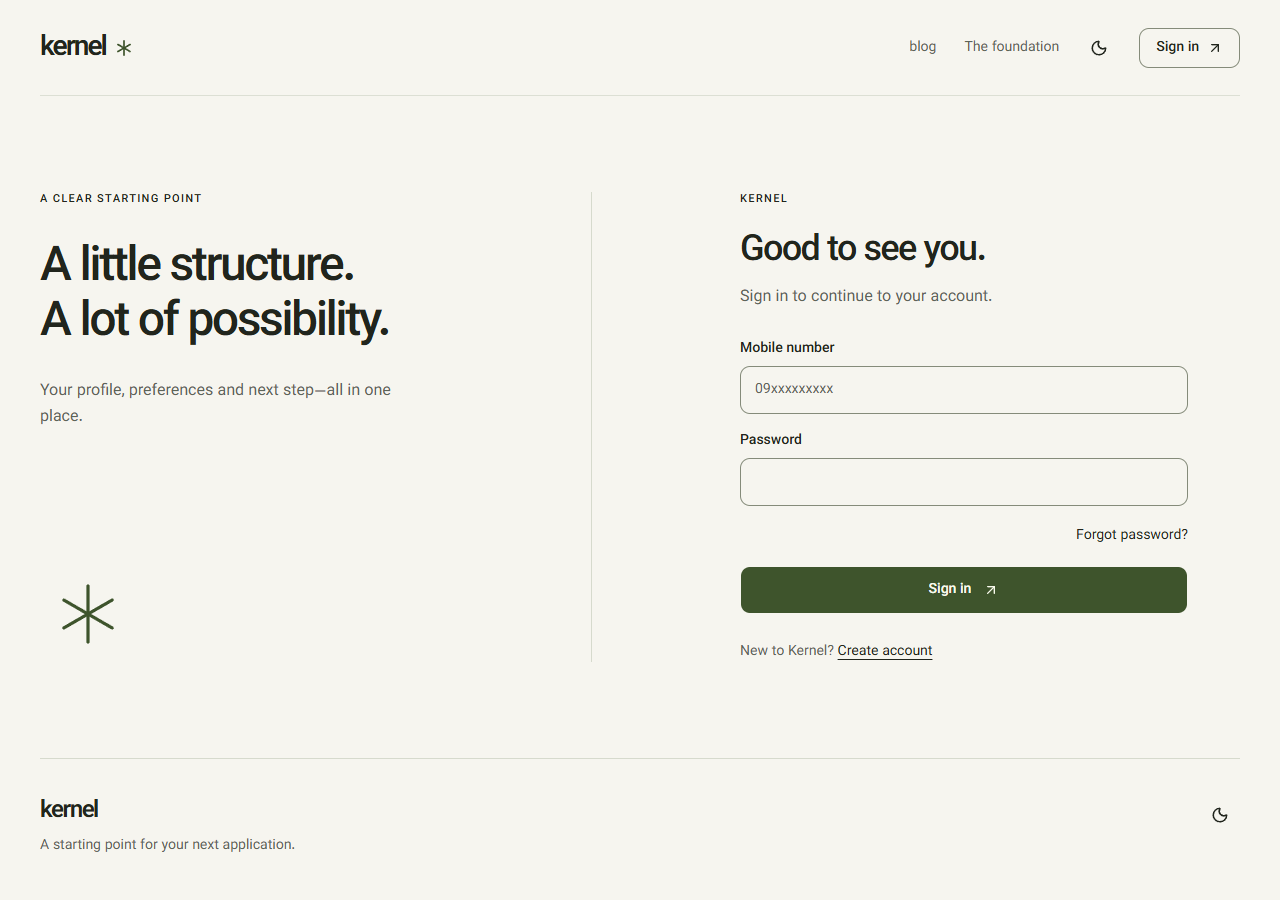 kernel
blog
The foundation
Sign in
A CLEAR STARTING POINT
A little structure.
A lot of possibility.
Your profile, preferences and next step—all in one
place.
KERNEL
Good to see you.
Sign in to continue to your account.
Mobile number
09xxxxxxxxx
Password
Forgot password?
Sign in
New to Kernel? Create account
kernel
A starting point for your next application.